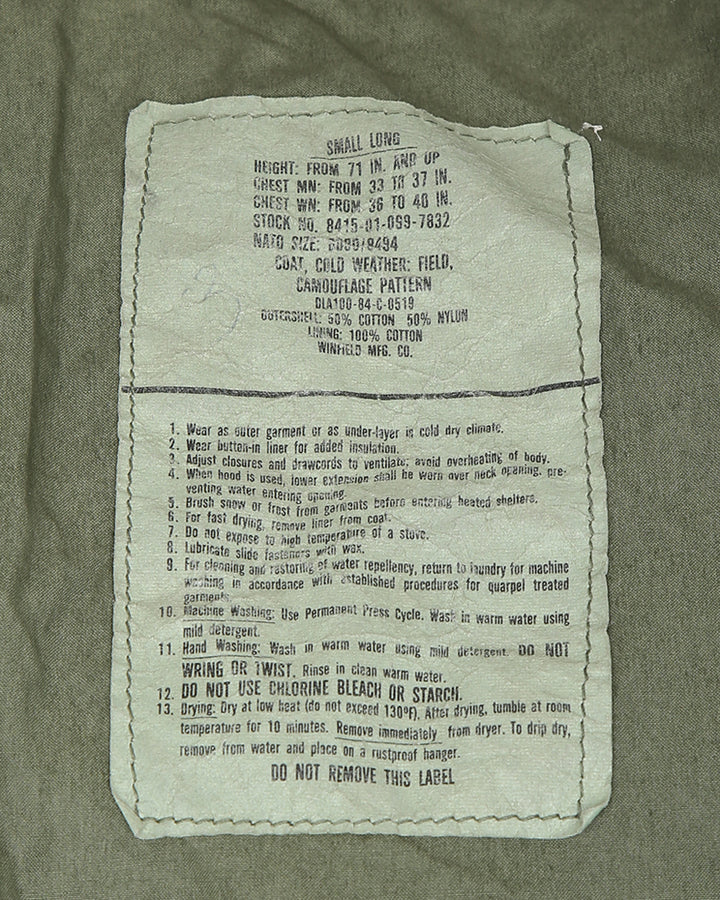 SMALL LONG
HEIGHT: FROM 71 IN. AND UP
CHEST MN: FROM 33 TO 37 IN.
CHEST WN: FROM 36 TO 40 IN.
STOCK NO. 8415-01-099-7832
NATO SIZE:
COAT, COLD WEATHER: FIELD,
CAMOUFLAGE PATTERN
DLA100-84-C-0519
OUTERSHELL: 50% COTTON 50% NYLON
LINING: 100% COTTON
WINFIELD MFG. CO.
1. Wear as outer garment or as under-layer in cold dry climate.
2. Wear button-in liner for added insulation.
3. Adjust closures and drawcords to ventilate; avoid overheating of body.
4. When hood is used, lower extension shall be worn over neck opening, pre-
venting water entering opening.
5. Brush snow or frost from garments before entering heated shelters.
6. For fast drying, remove liner from coat.
7. Do not expose to high temperature of a stove.
8. Lubricate slide fasteners with wax.
9. For cleaning and restoring of water repellency, return to laundry for machine
washing in accordance with established procedures for quarpel treated
garments.
10. Machine Washing: Use Permanent Press Cycle. Wash in warm water using
mild detergent.
11. Hand Washing: Wash in warm water using mild detergent. DO NOT
WRING OR TWIST. Rinse in clean warm water.
12. DO NOT USE CHLORINE BLEACH OR STARCH.
13. Drying: Dry at low heat (do not exceed 130°F). After drying, tumble at room
temperature for 10 minutes. Remove immediately from dryer. To drip dry,
remove from water and place on a rustproof hanger.
DO NOT REMOVE THIS LABEL